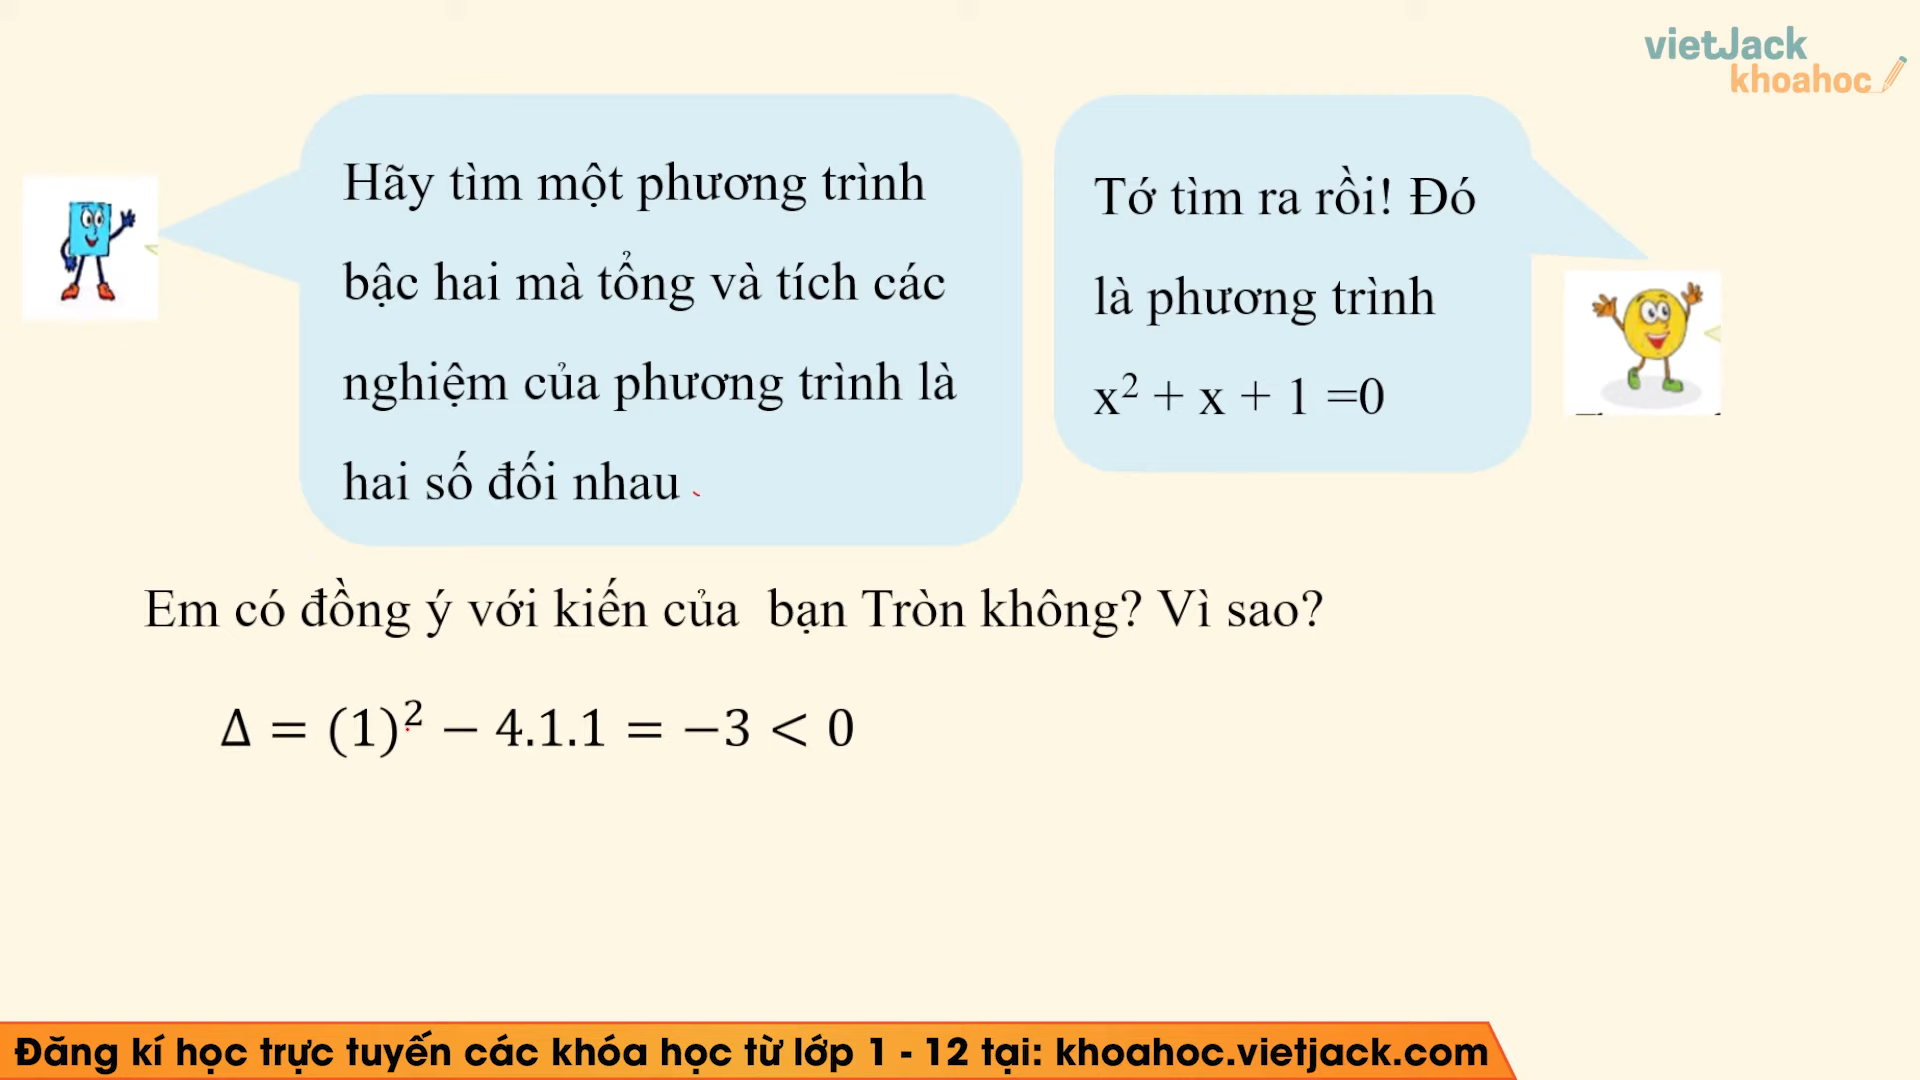 vietJack
khoahoc
Hãy tìm một phương trình
bậc hai mà tổng và tích các
nghiệm của phương trình là
hai số đối nhau
Tớ tìm ra rồi! Đó
là phương trình
x² + x + 1 =0
Em có đồng ý với kiến của bạn Tròn không? Vì sao?
Δ = (1)² − 4.1.1 = −3 < 0
Đăng kí học trực tuyến các khóa học từ lớp 1 - 12 tại: khoahoc.vietjack.com